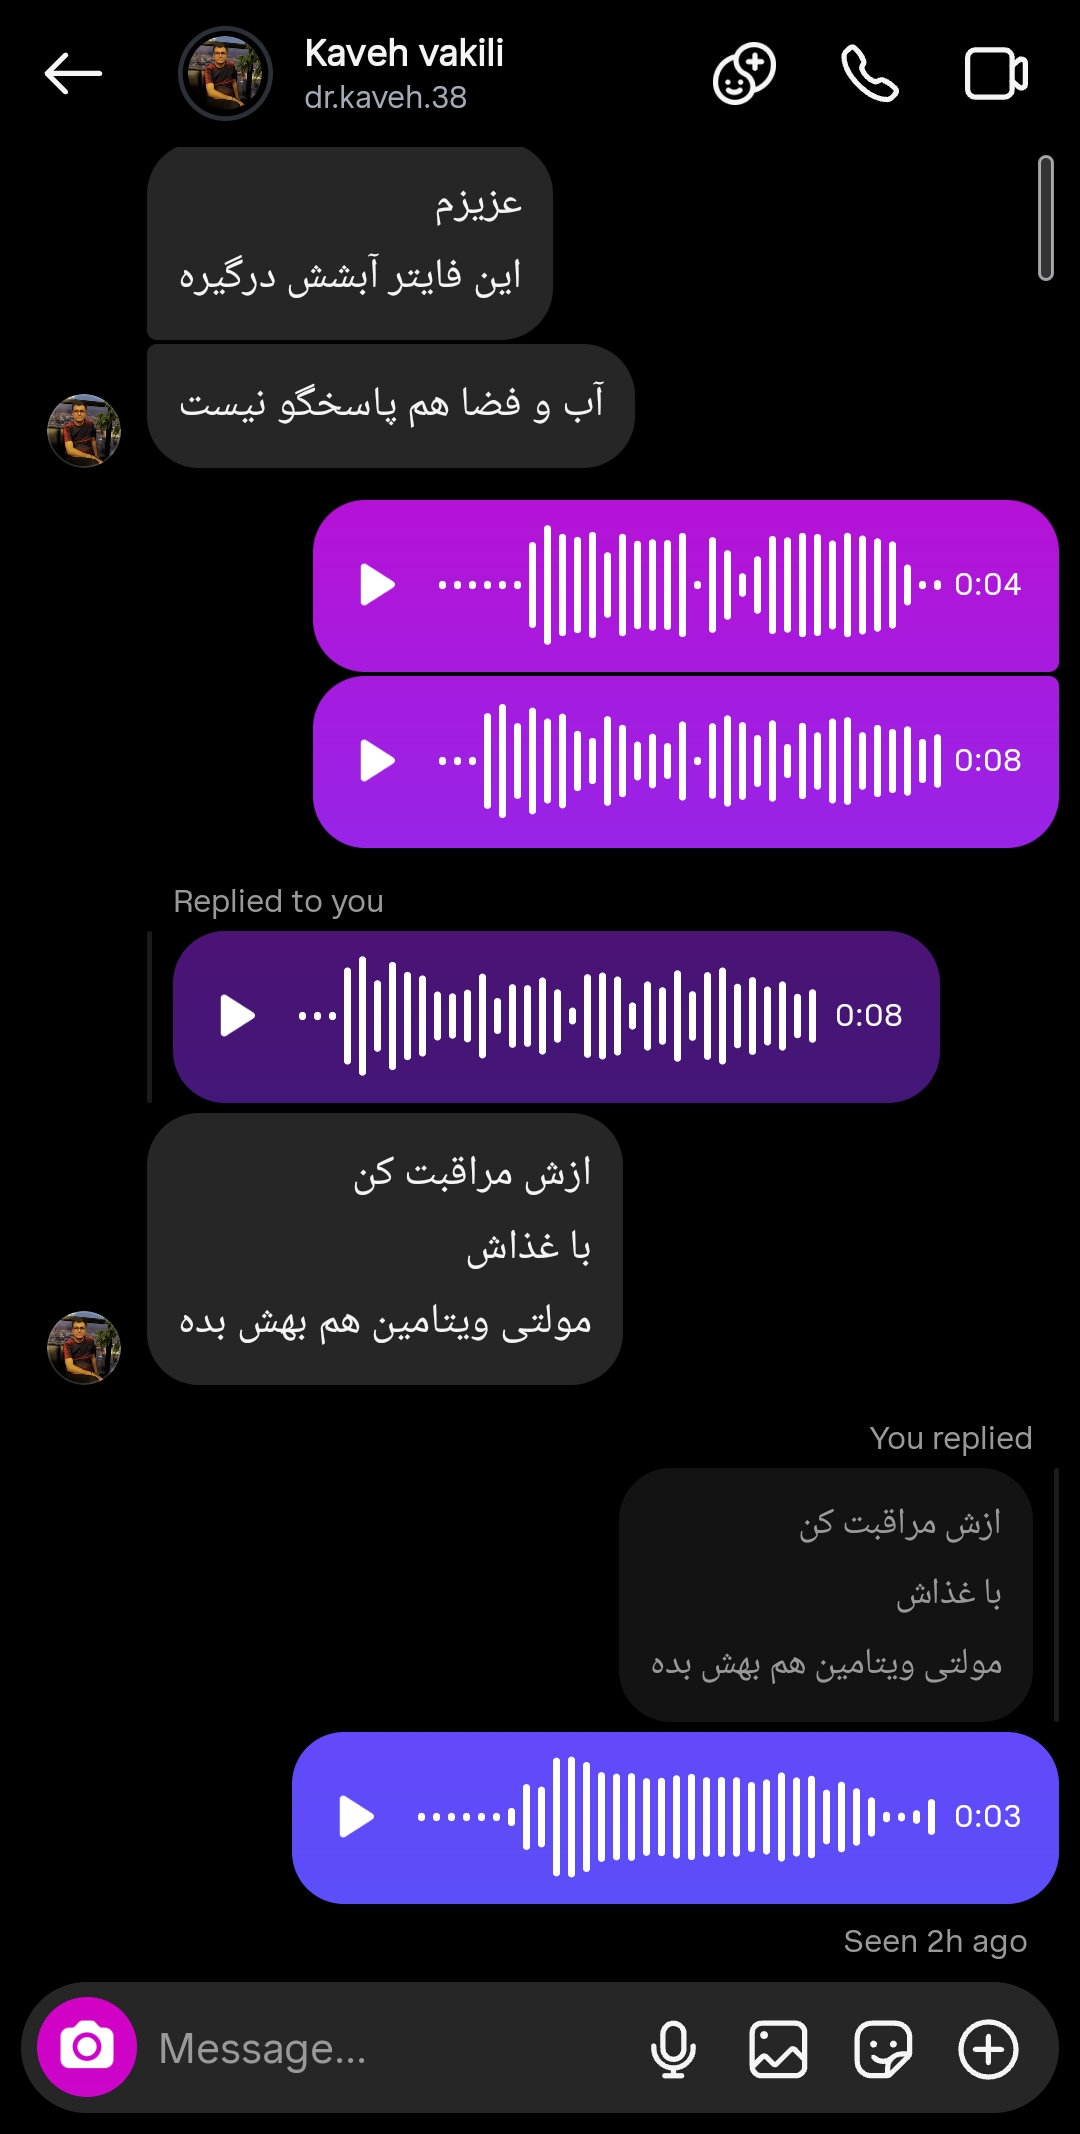 Kaveh vakili
dr.kaveh.38
عزیزم
این فایتر آبشش درگیره
آب و فضا هم پاسخگو نیست
0:04
0:08
Replied to you
0:08
ازش مراقبت کن
با غذاش
مولتی ویتامین هم بهش بده
You replied
ازش مراقبت کن
با غذاش
مولتی ویتامین هم بهش بده
0:03
Seen 2h ago
Message...